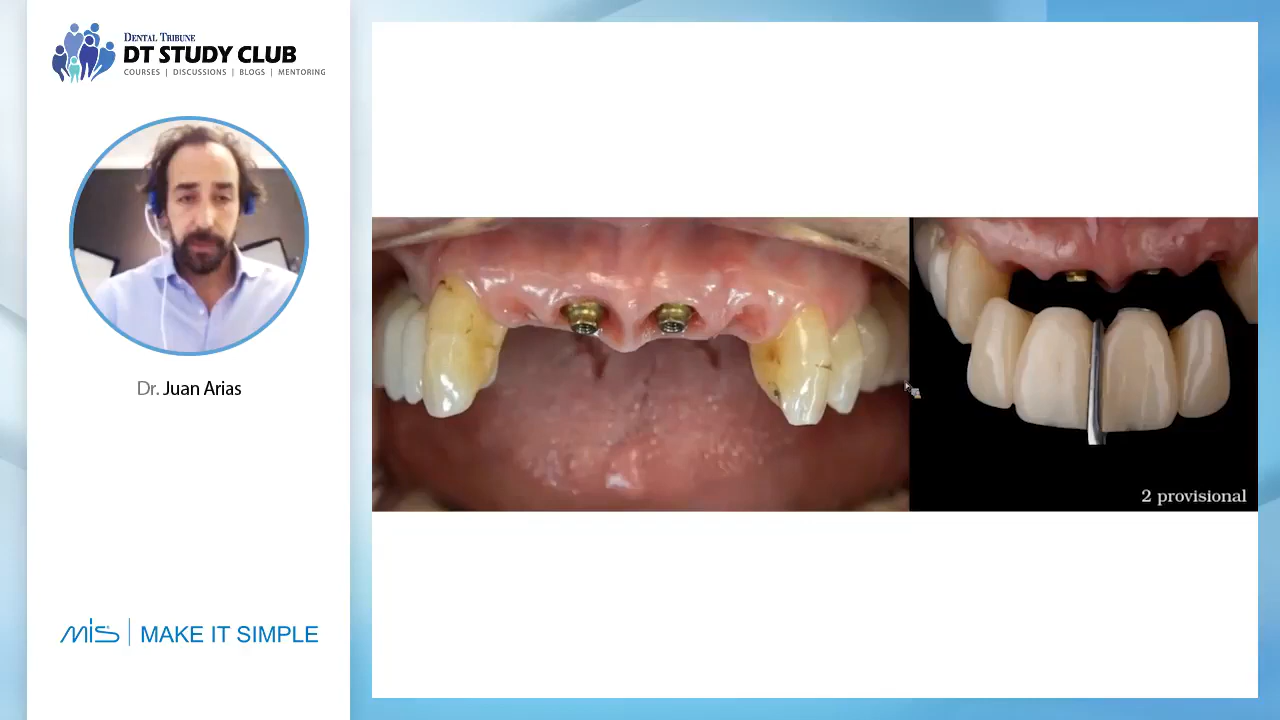 DENTAL TRIBUNE
DT STUDY CLUB
COURSES | DISCUSSIONS | BLOGS | MENTORING
Dr. Juan Arias
mis | MAKE IT SIMPLE
2 provisional